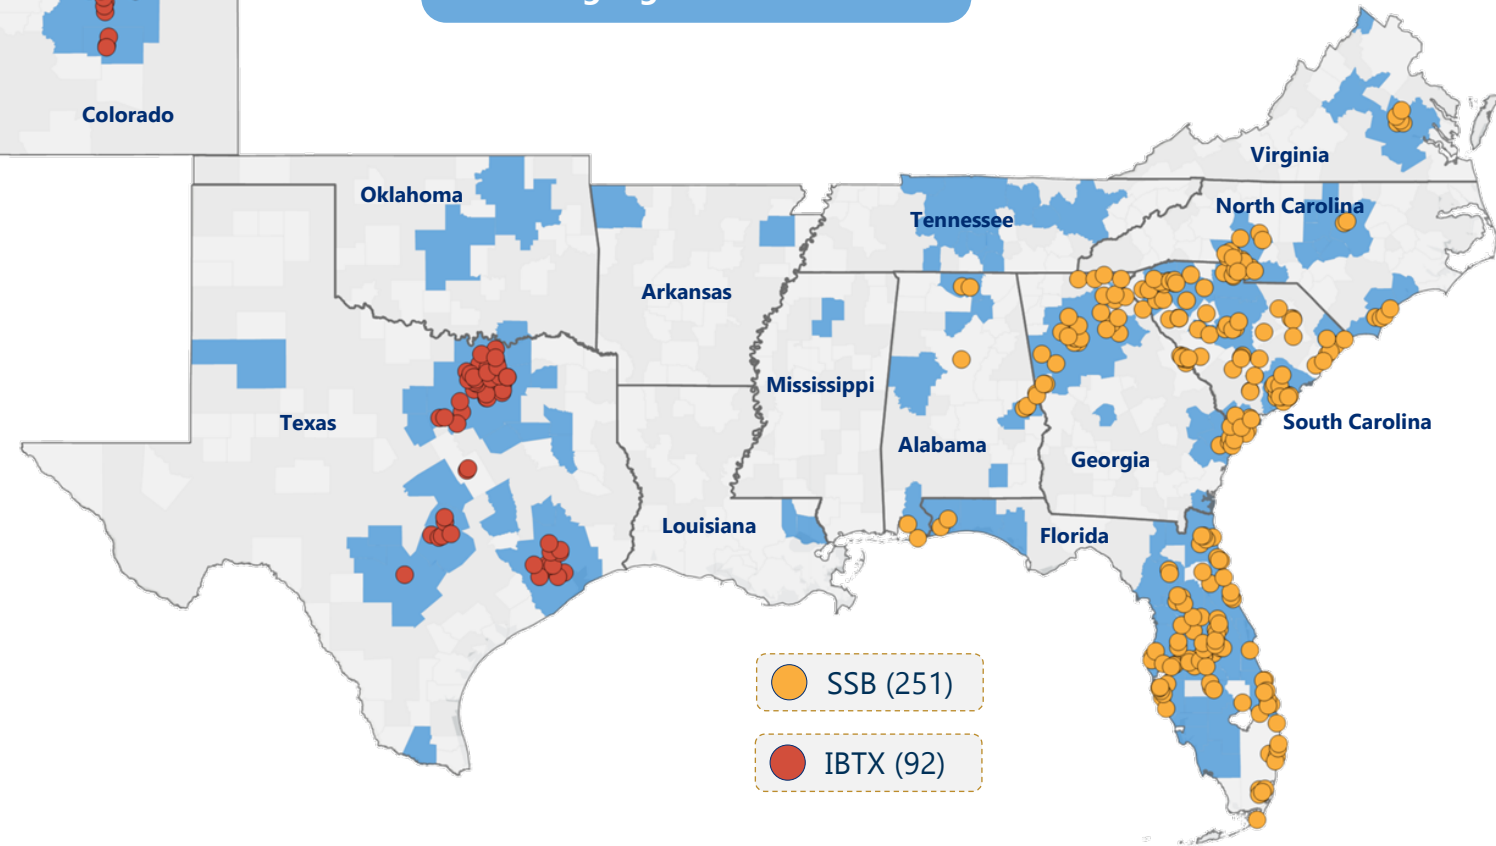 Colorado
Oklahoma
Virginia
North Carolina
Tennessee
Arkansas
Mississippi
Texas
South Carolina
Alabama
Georgia
Louisiana
Florida
SSB (251)
IBTX (92)